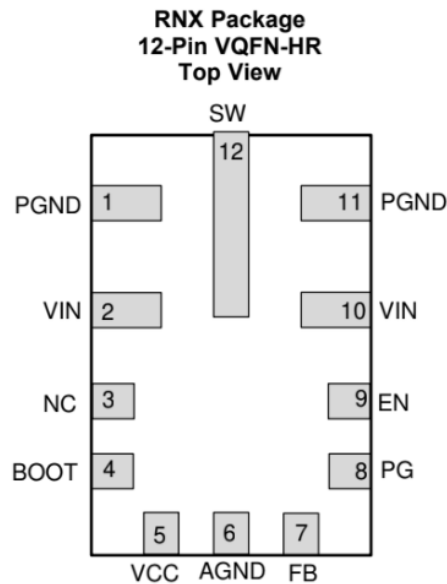 RNX Package
12-Pin VQFN-HR
Top View
SW
12
PGND 1 11 PGND
VIN 2 10 VIN
NC 3 9 EN
BOOT 4 8 PG
5 6 7
VCC AGND FB